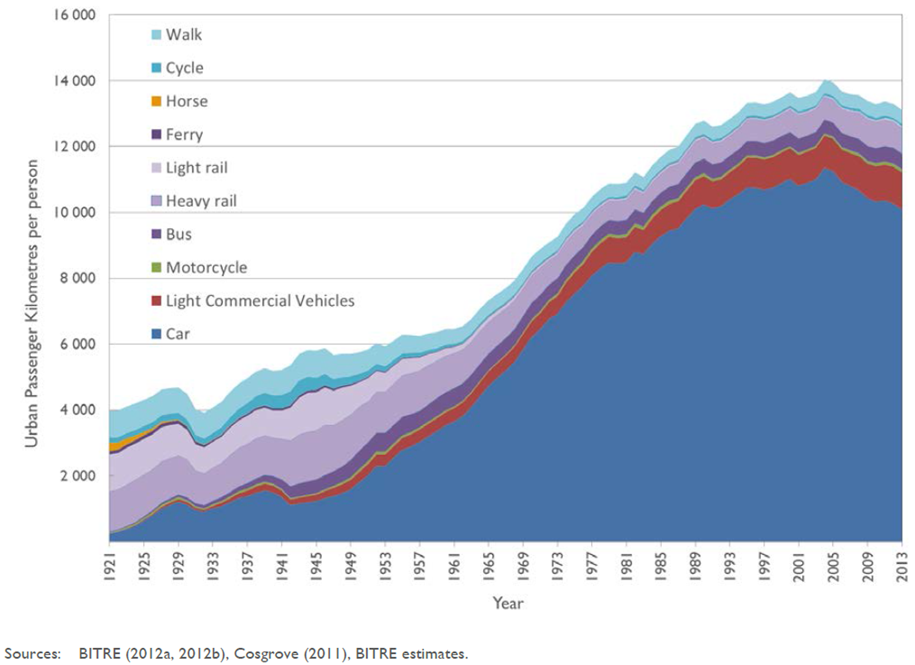 16 000
14 000
12 000
10 000
8 000
6 000
4 000
2 000
Urban Passenger Kilometres per person
Walk
Cycle
Horse
Ferry
Light rail
Heavy rail
Bus
Motorcycle
Light Commercial Vehicles
Car
1921 1925 1929 1933 1937 1941 1945 1949 1953 1957 1961 1965 1969 1973 1977 1981 1985 1989 1993 1997 2001 2005 2009 2013
Year
Sources: BITRE (2012a, 2012b), Cosgrove (2011), BITRE estimates.